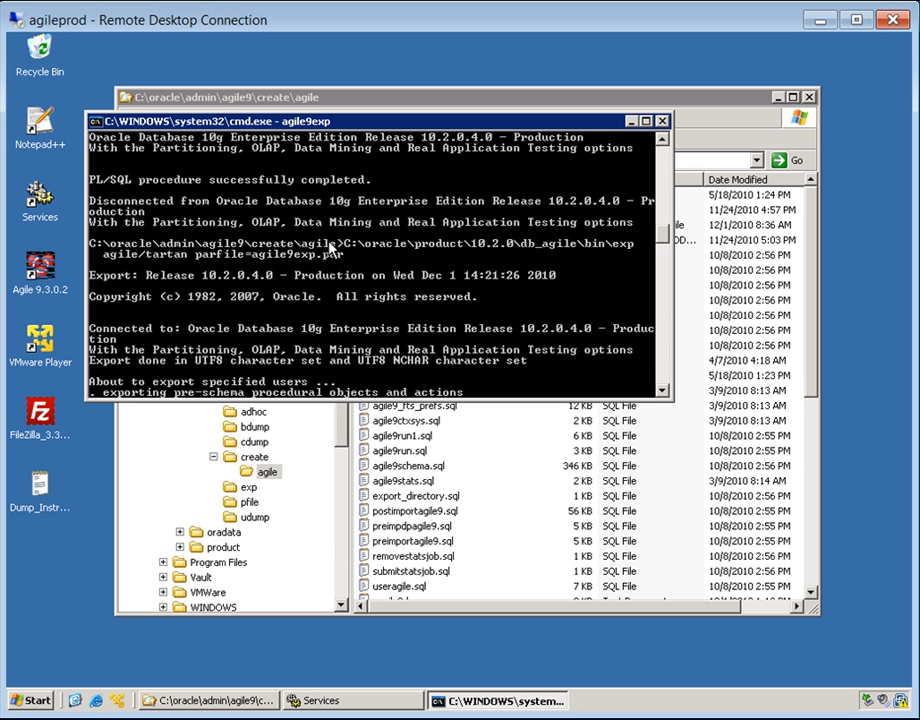 agileprod - Remote Desktop Connection
Recycle Bin
Notepad++
Services
Agile 9.3.0.2
VMware Player
FileZilla_3.3...
Dump_Instr...
C:\oracle\admin\agile9\create\agile
C:\WINDOWS\system32\cmd.exe - agile9exp
Oracle Database 10g Enterprise Edition Release 10.2.0.4.0 - Production
With the Partitioning, OLAP, Data Mining and Real Application Testing options
PL/SQL procedure successfully completed.
Disconnected from Oracle Database 10g Enterprise Edition Release 10.2.0.4.0 - Pr
oduction
With the Partitioning, OLAP, Data Mining and Real Application Testing options
C:\oracle\admin\agile9\create\agile>C:\oracle\product\10.2.0\db_agile\bin\exp
agile/tartan parfile=agile9exp.par
Export: Release 10.2.0.4.0 - Production on Wed Dec 1 14:21:26 2010
Copyright (c) 1982, 2007, Oracle.  All rights reserved.
Connected to: Oracle Database 10g Enterprise Edition Release 10.2.0.4.0 - Produc
tion
With the Partitioning, OLAP, Data Mining and Real Application Testing options
Export done in UTF8 character set and UTF8 NCHAR character set
About to export specified users ...
. exporting pre-schema procedural objects and actions
Go
Date Modified
5/18/2010 1:24 PM
11/24/2010 4:57 PM
ile 12/1/2010 8:36 AM
DD... 11/24/2010 5:03 PM
10/8/2010 2:56 PM
10/8/2010 2:56 PM
10/8/2010 2:56 PM
10/8/2010 2:56 PM
10/8/2010 2:56 PM
10/8/2010 2:56 PM
10/8/2010 2:56 PM
4/7/2010 4:18 AM
5/18/2010 1:23 PM
3/9/2010 8:13 AM
adhoc
bdump
cdump
create
agile
exp
pfile
udump
oradata
product
Program Files
Vault
VMWare
WINDOWS
agile9_fts_prefs.sql 12 KB SQL File 3/9/2010 8:13 AM
agile9ctxsys.sql 2 KB SQL File 3/9/2010 8:13 AM
agile9run1.sql 6 KB SQL File 10/8/2010 2:55 PM
agile9run.sql 3 KB SQL File 10/8/2010 2:55 PM
agile9schema.sql 346 KB SQL File 10/8/2010 2:56 PM
agile9stats.sql 2 KB SQL File 3/9/2010 8:14 AM
export_directory.sql 1 KB SQL File 10/8/2010 2:56 PM
postimportagile9.sql 56 KB SQL File 10/8/2010 2:55 PM
preimpdpagile9.sql 5 KB SQL File 10/8/2010 2:55 PM
preimportagile9.sql 5 KB SQL File 10/8/2010 2:55 PM
removestatsjob.sql 1 KB SQL File 10/8/2010 2:56 PM
submitstatsjob.sql 1 KB SQL File 10/8/2010 2:56 PM
useragile.sql 7 KB SQL File 10/8/2010 2:55 PM
Start
C:\oracle\admin\agile9\c...
Services
C:\WINDOWS\system...